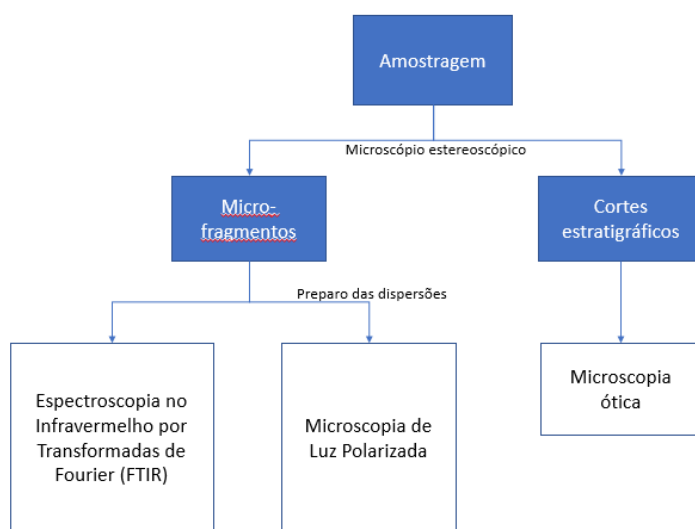 Amostragem
Microscópio estereoscópico
Micro-
fragmentos
Cortes
estratigráficos
Preparo das dispersões
Espectroscopia no
Infravermelho por
Transformadas de
Fourier (FTIR)
Microscopia de
Luz Polarizada
Microscopia
ótica